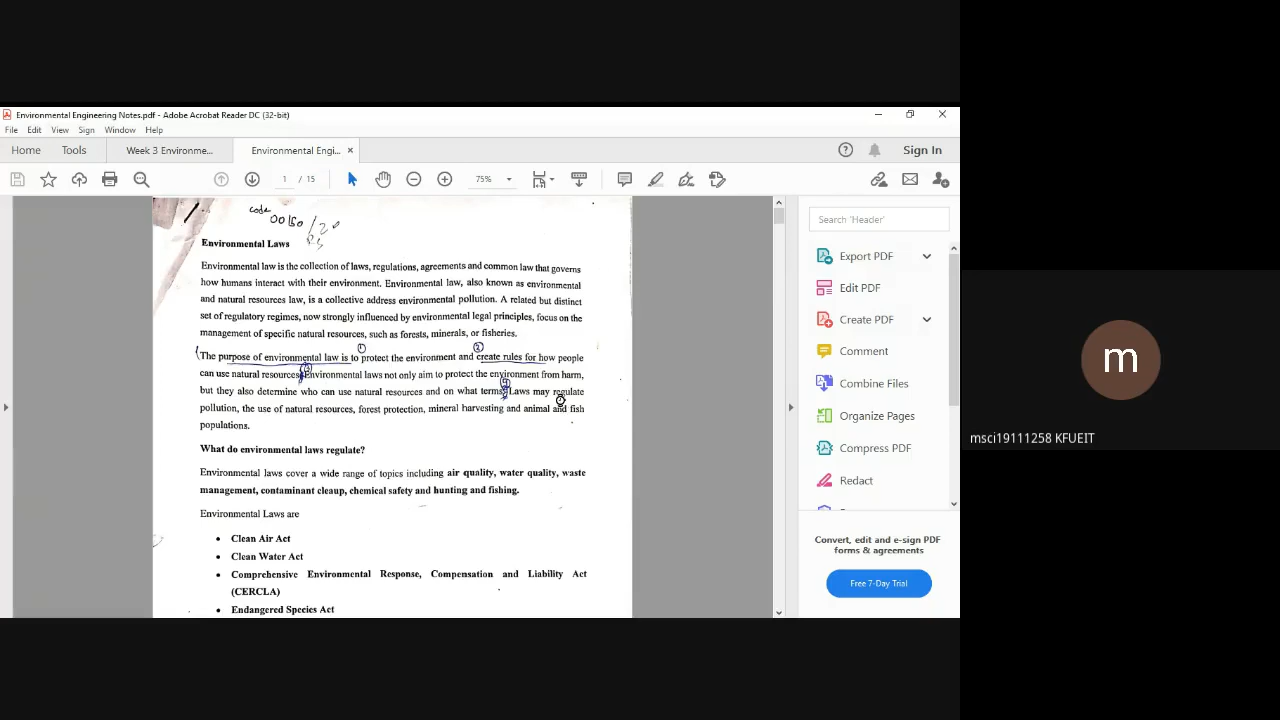 Environmental Engineering Notes.pdf - Adobe Acrobat Reader DC (32-bit)
File Edit View Sign Window Help
Home Tools Week 3 Environme... Environmental Engi... × Sign In
1 / 15 75%
code
00150 / 2
Rs
Environmental Laws
Environmental law is the collection of laws, regulations, agreements and common law that governs
how humans interact with their environment. Environmental law, also known as environmental
and natural resources law, is a collective address environmental pollution. A related but distinct
set of regulatory regimes, now strongly influenced by environmental legal principles, focus on the
management of specific natural resources, such as forests, minerals, or fisheries.
1 2
The purpose of environmental law is to protect the environment and create rules for how people
can use natural resources. Environmental laws not only aim to protect the environment from harm,
but they also determine who can use natural resources and on what terms. Laws may regulate
pollution, the use of natural resources, forest protection, mineral harvesting and animal and fish
populations.
What do environmental laws regulate?
Environmental laws cover a wide range of topics including air quality, water quality, waste
management, contaminant cleaup, chemical safety and hunting and fishing.
Environmental Laws are
• Clean Air Act
• Clean Water Act
• Comprehensive Environmental Response, Compensation and Liability Act
(CERCLA)
• Endangered Species Act
Search 'Header'
Export PDF
Edit PDF
Create PDF
Comment
Combine Files
Organize Pages
Compress PDF
Redact
Convert, edit and e-sign PDF
forms & agreements
Free 7-Day Trial
m
msci19111258 KFUEIT